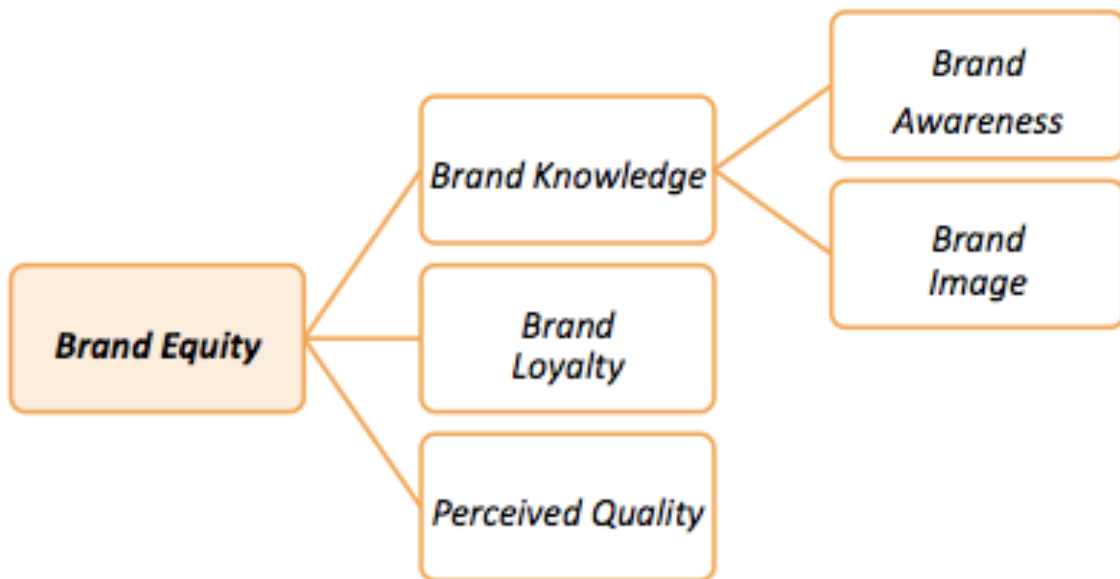 Brand Equity
Brand Knowledge
Brand
Loyalty
Perceived Quality
Brand
Awareness
Brand
Image